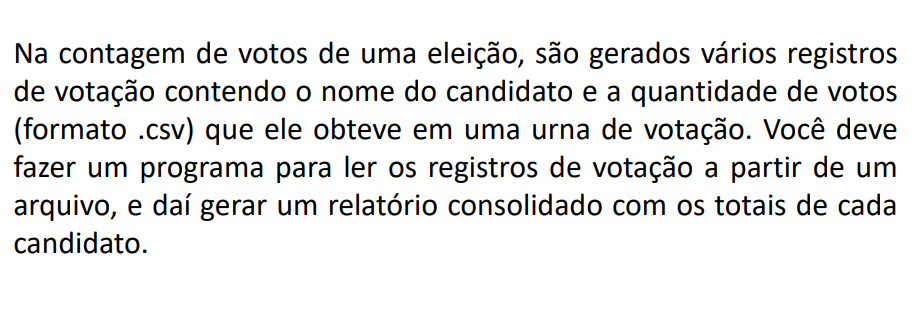 Na contagem de votos de uma eleição, são gerados vários registros
de votação contendo o nome do candidato e a quantidade de votos
(formato .csv) que ele obteve em uma urna de votação. Você deve
fazer um programa para ler os registros de votação a partir de um
arquivo, e daí gerar um relatório consolidado com os totais de cada
candidato.